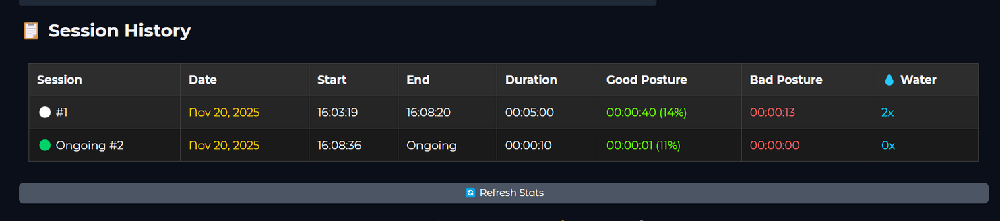 Session History
Session Date Start End Duration Good Posture Bad Posture Water
#1 Nov 20, 2025 16:03:19 16:08:20 00:05:00 00:00:40 (14%) 00:00:13 2x
Ongoing #2 Nov 20, 2025 16:08:36 Ongoing 00:00:10 00:00:01 (11%) 00:00:00 0x
Refresh Stats